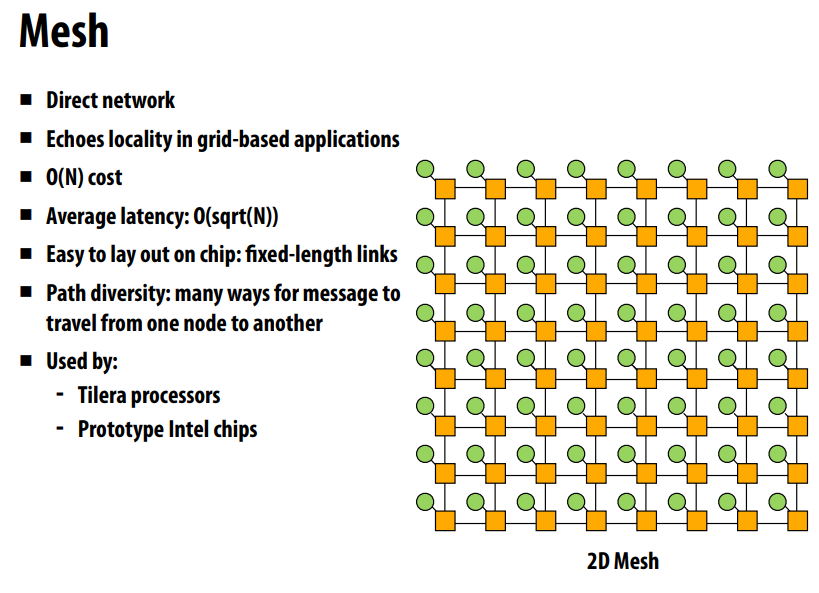 Mesh
▪ Direct network
▪ Echoes locality in grid-based applications
▪ O(N) cost
▪ Average latency: O(sqrt(N))
▪ Easy to lay out on chip: fixed-length links
▪ Path diversity: many ways for message to
travel from one node to another
▪ Used by:
- Tilera processors
- Prototype Intel chips
2D Mesh